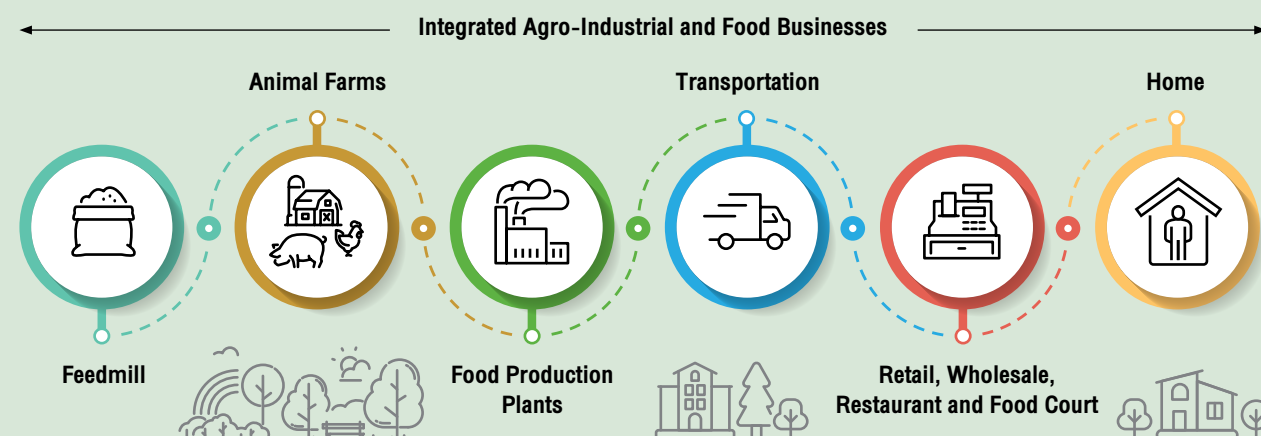 Integrated Agro-Industrial and Food Businesses
Animal Farms
Transportation
Home
Feedmill
Food Production
Plants
Retail, Wholesale,
Restaurant and Food Court